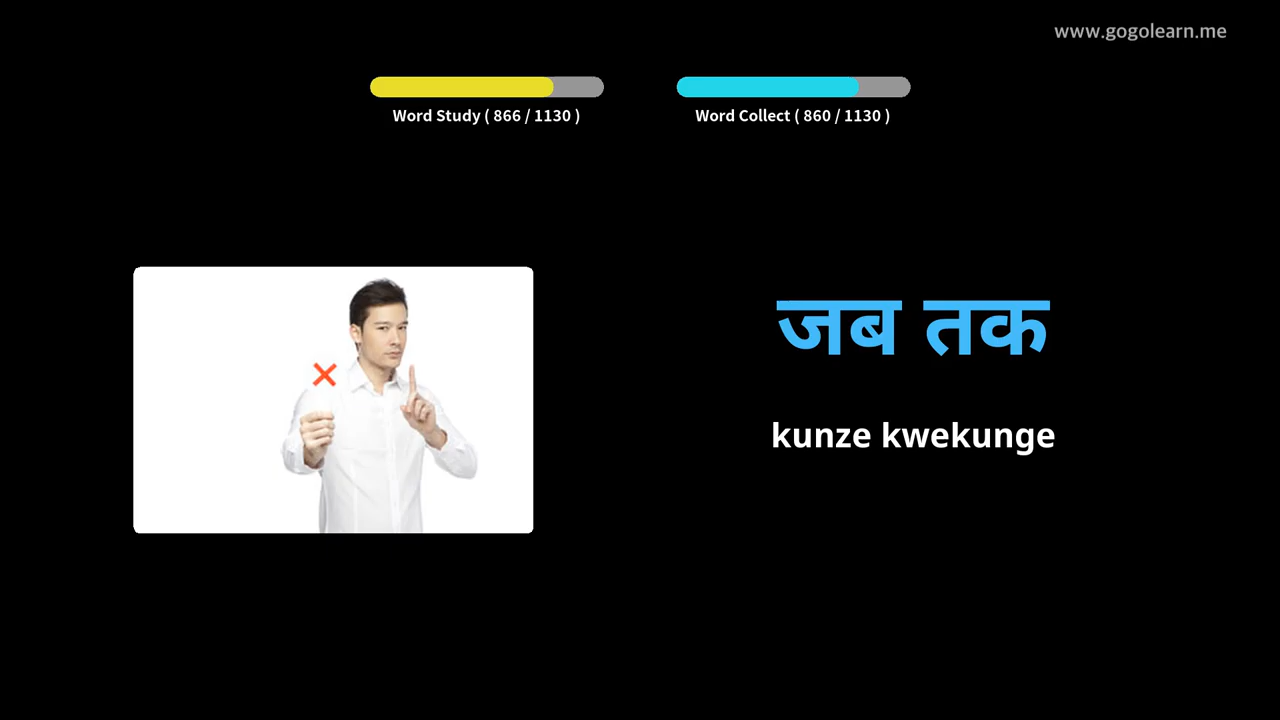 www.gogolearn.me
Word Study ( 866 / 1130 )
Word Collect ( 860 / 1130 )
जब तक
kunze kwekunge